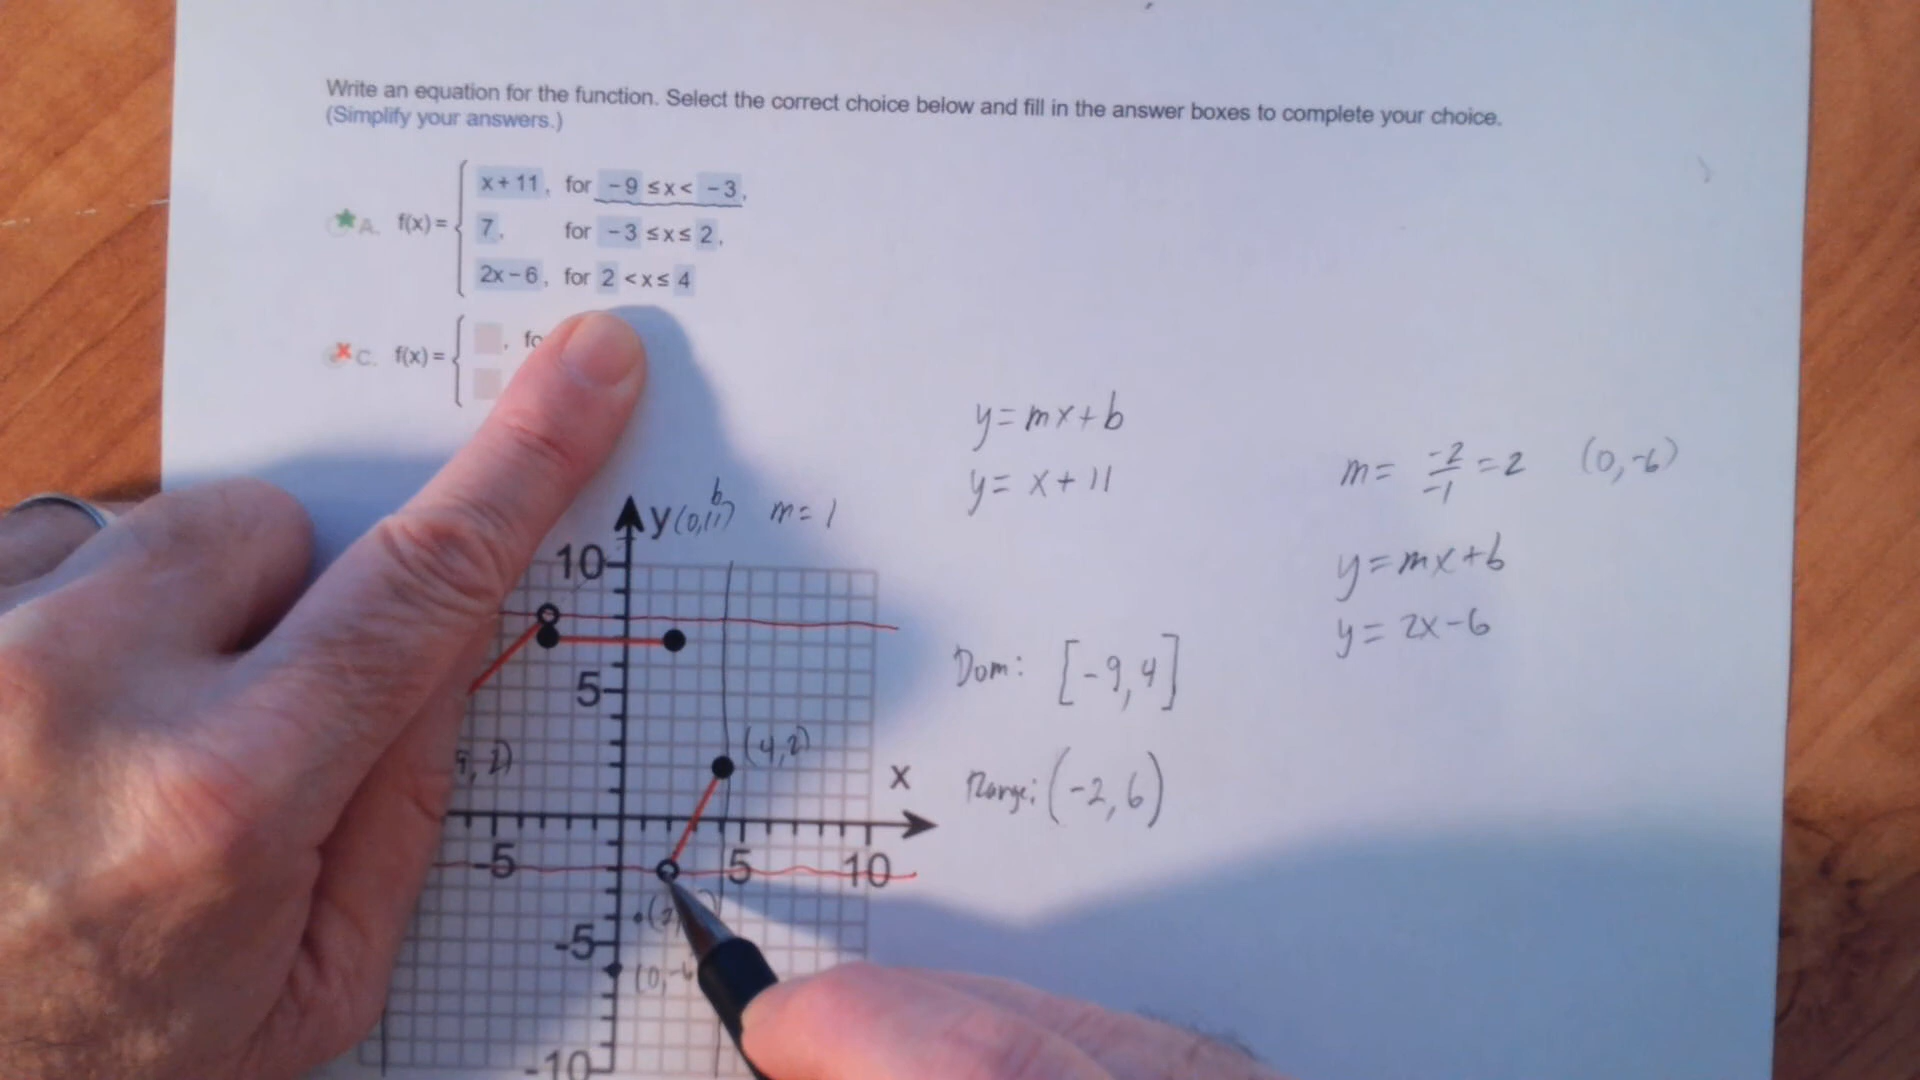 Write an equation for the function. Select the correct choice below and fill in the answer boxes to complete your choice.
(Simplify your answers.)
A. f(x) = { x + 11, for −9 ≤ x < −3,
7, for −3 ≤ x ≤ 2,
2x − 6, for 2 < x ≤ 4
C. f(x) = {
y = mx + b
y = x + 11
m = -2/-1 = 2 (0,-6)
y = mx + b
y = 2x - 6
b
y (0,11) m = 1
10
5
(4,2)
x
-5 5 10
-5
-10
Dom: [-9,4]
Range: (-2,6)